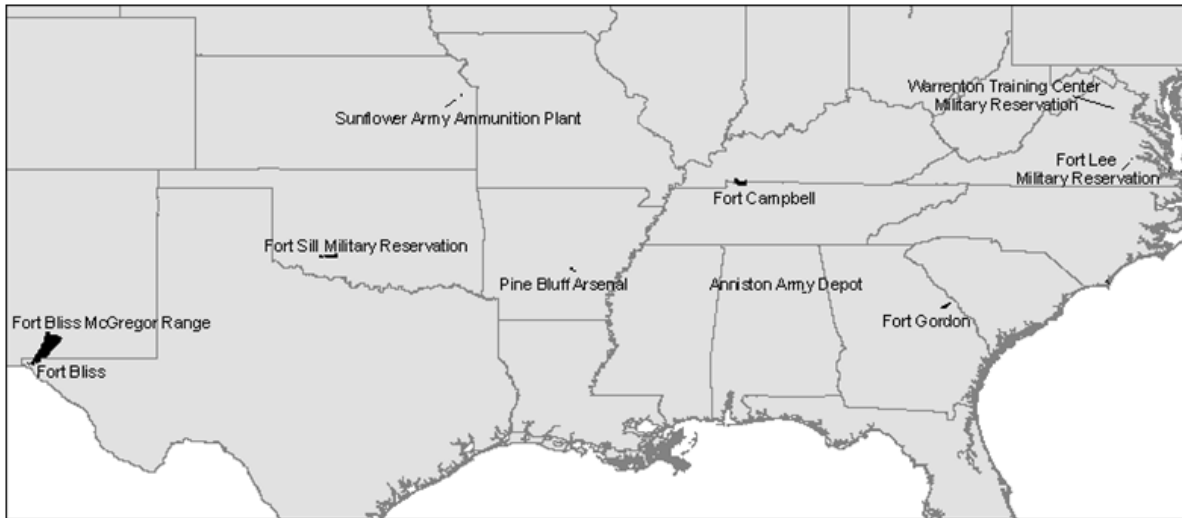 Warrenton Training Center
Military Reservation
Sunflower Army Ammunition Plant
Fort Lee
Military Reservation
Fort Campbell
Fort Sill Military Reservation
Pine Bluff Arsenal
Anniston Army Depot
Fort Bliss McGregor Range
Fort Gordon
Fort Bliss